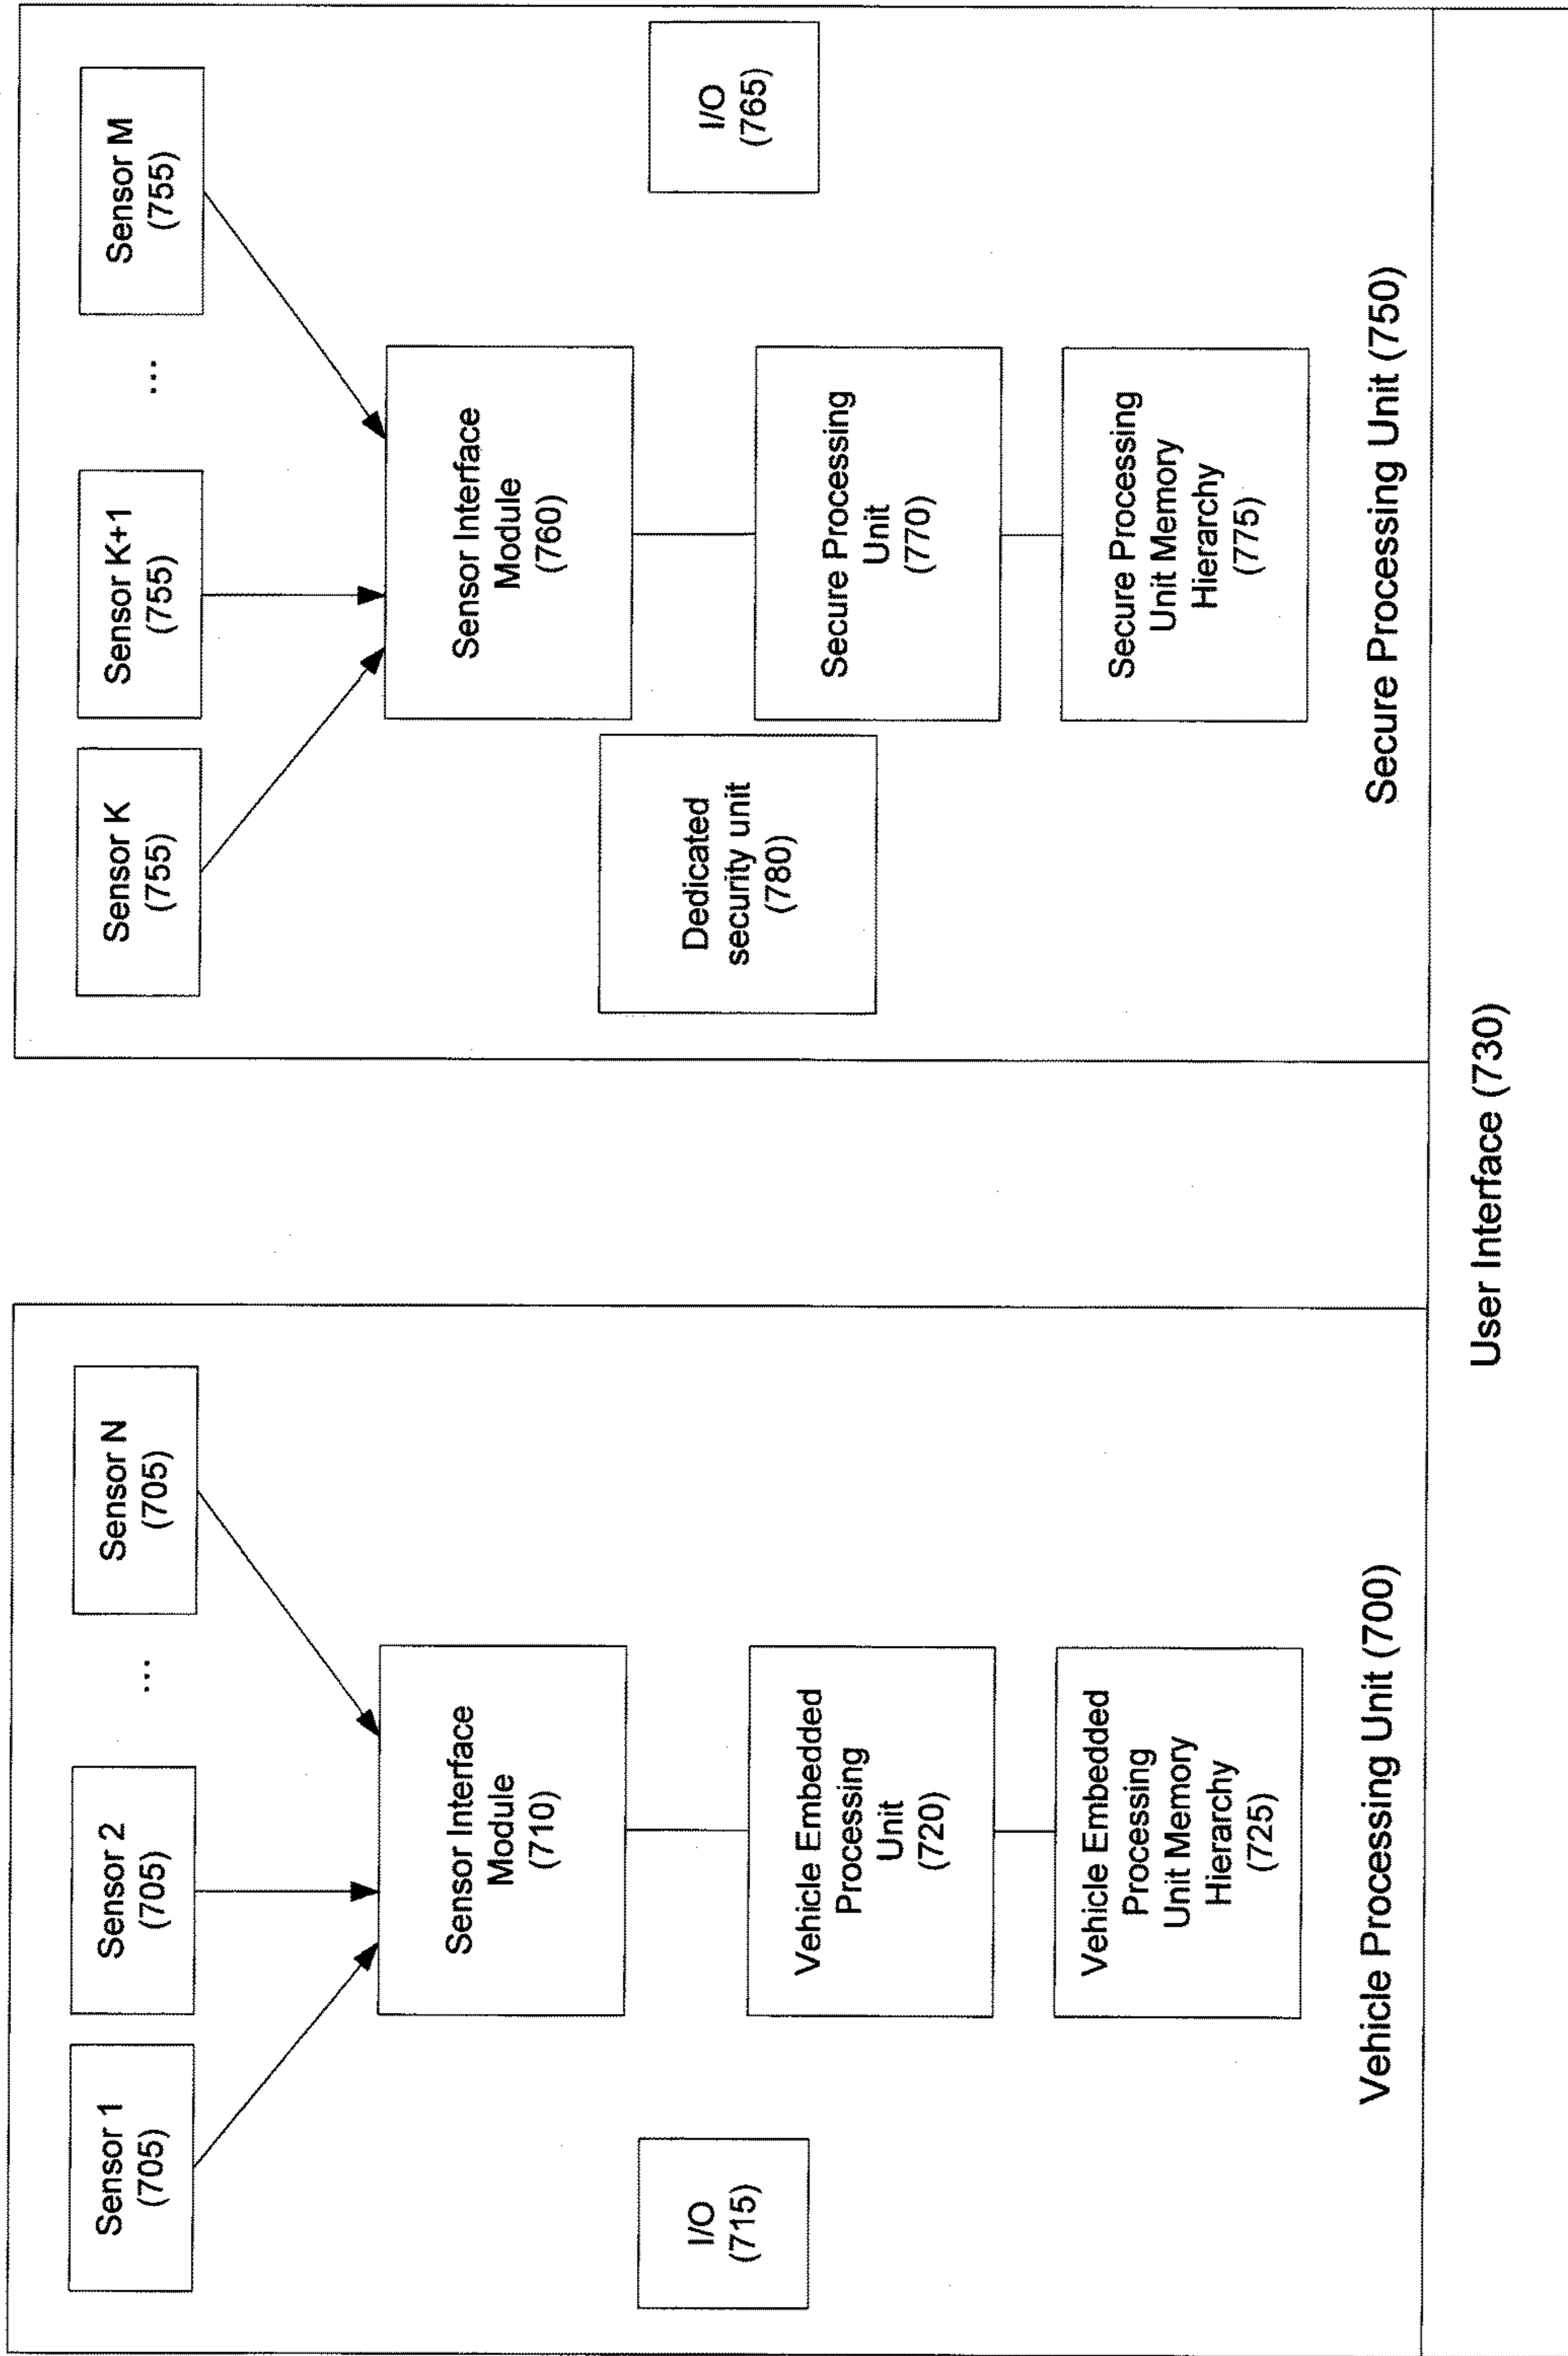 Sensor 1
(705)
Sensor 2
(705)
...
Sensor N
(705)
Sensor Interface
Module
(710)
I/O
(715)
Vehicle Embedded
Processing
Unit
(720)
Vehicle Embedded
Processing
Unit Memory
Hierarchy
(725)
Vehicle Processing Unit (700)
Sensor K
(755)
Sensor K+1
(755)
...
Sensor M
(755)
Sensor Interface
Module
(760)
I/O
(765)
Dedicated
security unit
(780)
Secure Processing
Unit
(770)
Secure Processing
Unit Memory
Hierarchy
(775)
Secure Processing Unit (750)
User Interface (730)